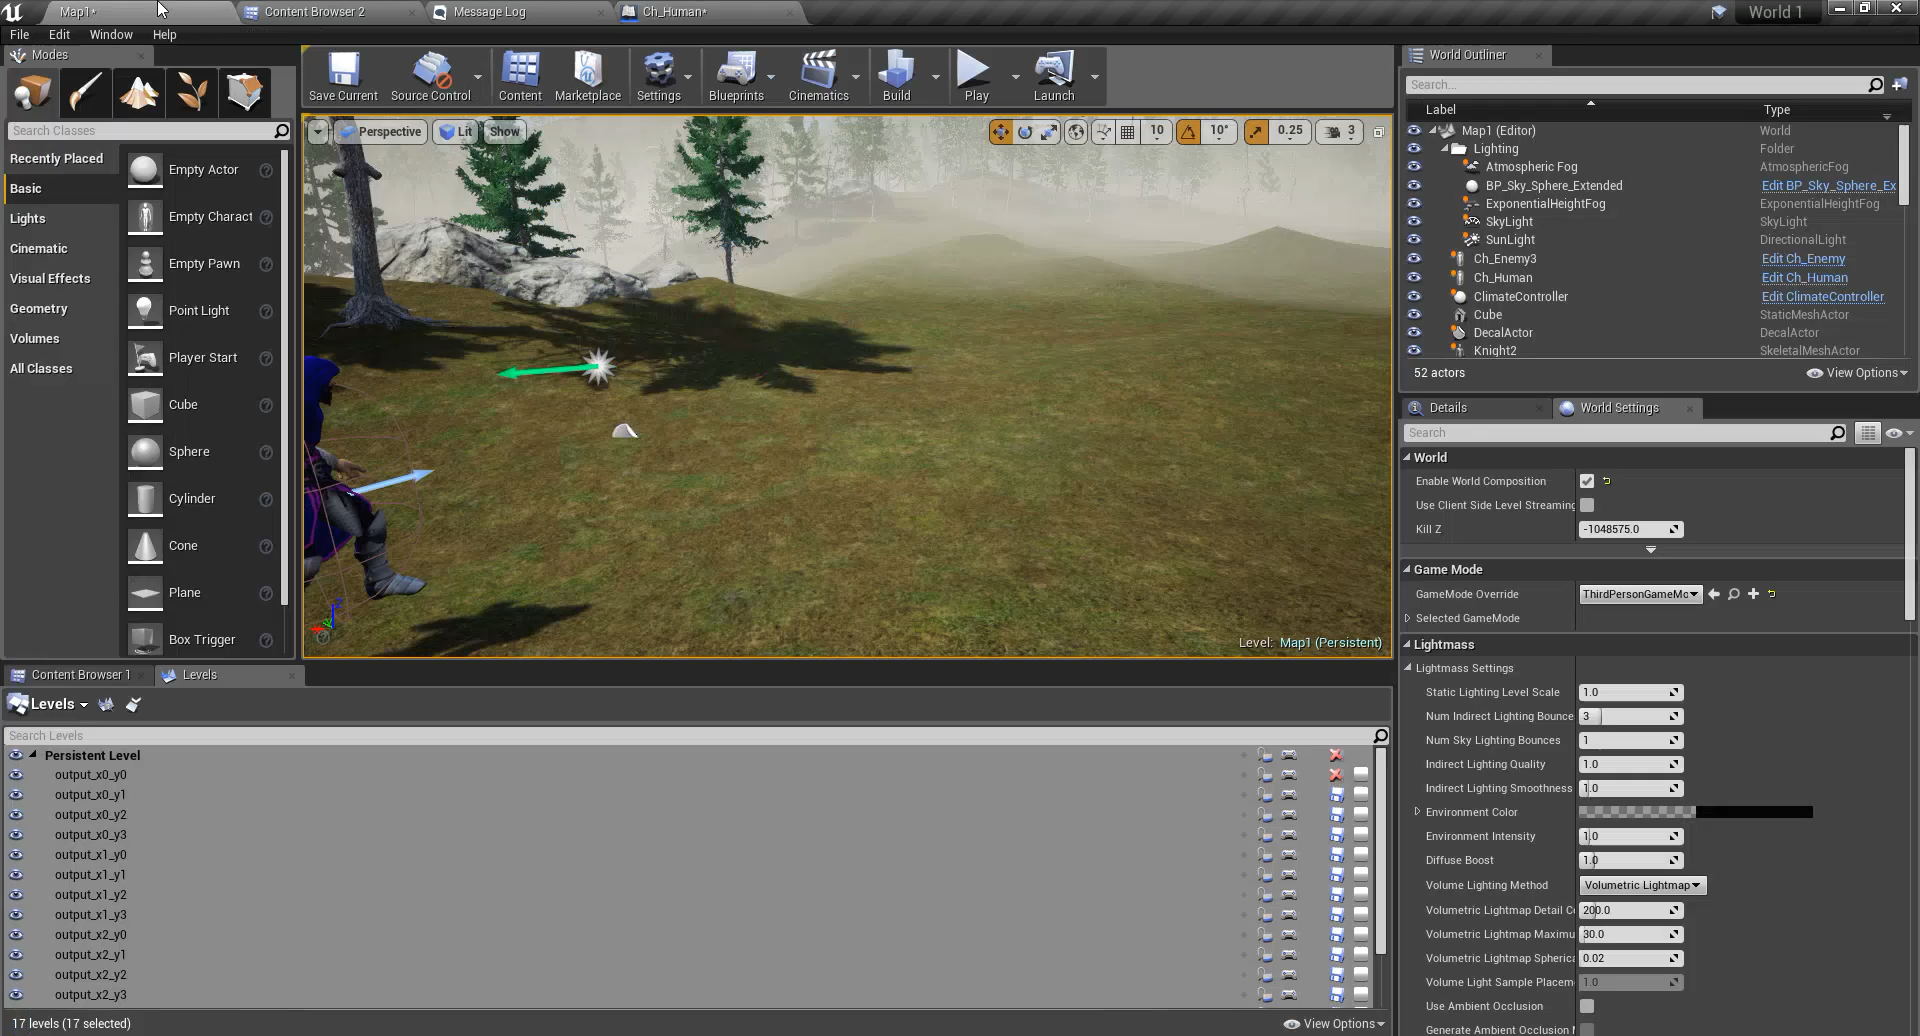 Map1*
Content Browser 2
Message Log
Ch_Human*
World 1
File Edit Window Help
Modes
Search Classes
Recently Placed
Basic
Lights
Cinematic
Visual Effects
Geometry
Volumes
All Classes
Empty Actor
Empty Charact
Empty Pawn
Point Light
Player Start
Cube
Sphere
Cylinder
Cone
Plane
Box Trigger
Save Current
Source Control
Content
Marketplace
Settings
Blueprints
Cinematics
Build
Play
Launch
Perspective
Lit
Show
10
10°
0.25
3
Level: Map1 (Persistent)
World Outliner
Search...
Label Type
Map1 (Editor) World
Lighting Folder
Atmospheric Fog AtmosphericFog
BP_Sky_Sphere_Extended Edit BP_Sky_Sphere_Ex
ExponentialHeightFog ExponentialHeightFog
SkyLight SkyLight
SunLight DirectionalLight
Ch_Enemy3 Edit Ch_Enemy
Ch_Human Edit Ch_Human
ClimateController Edit ClimateController
Cube StaticMeshActor
DecalActor DecalActor
Knight2 SkeletalMeshActor
52 actors View Options
Details
World Settings
Search
World
Enable World Composition
Use Client Side Level Streaming
Kill Z -1048575.0
Game Mode
GameMode Override ThirdPersonGameMo
Selected GameMode
Lightmass
Lightmass Settings
Static Lighting Level Scale 1.0
Num Indirect Lighting Bounce 3
Num Sky Lighting Bounces 1
Indirect Lighting Quality 1.0
Indirect Lighting Smoothness 1.0
Environment Color
Environment Intensity 1.0
Diffuse Boost 1.0
Volume Lighting Method Volumetric Lightmap
Volumetric Lightmap Detail C 200.0
Volumetric Lightmap Maximu 30.0
Volumetric Lightmap Spherica 0.02
Volume Light Sample Placem 1.0
Use Ambient Occlusion
Generate Ambient Occlusion
Content Browser 1
Levels
Levels
Search Levels
Persistent Level
output_x0_y0
output_x0_y1
output_x0_y2
output_x0_y3
output_x1_y0
output_x1_y1
output_x1_y2
output_x1_y3
output_x2_y0
output_x2_y1
output_x2_y2
output_x2_y3
17 levels (17 selected) View Options